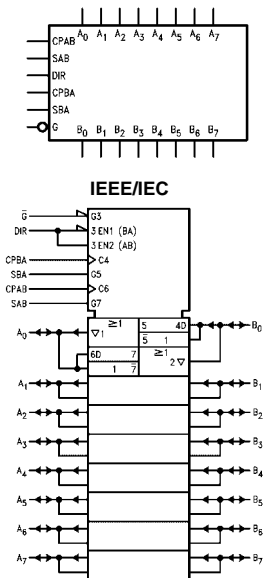 A0 A1 A2 A3 A4 A5 A6 A7
CPAB
SAB
DIR
CPBA
SBA
G
B0 B1 B2 B3 B4 B5 B6 B7
IEEE/IEC
G̅ G3
DIR 3 EN1 (BA)
3 EN2 (AB)
CPBA C4
SBA G5
CPAB C6
SAB G7
A0 ≥1 5 4D B0
▽1 5̅ 1
6D 7 ≥1
1 7̅ 2▽
A1 B1
A2 B2
A3 B3
A4 B4
A5 B5
A6 B6
A7 B7